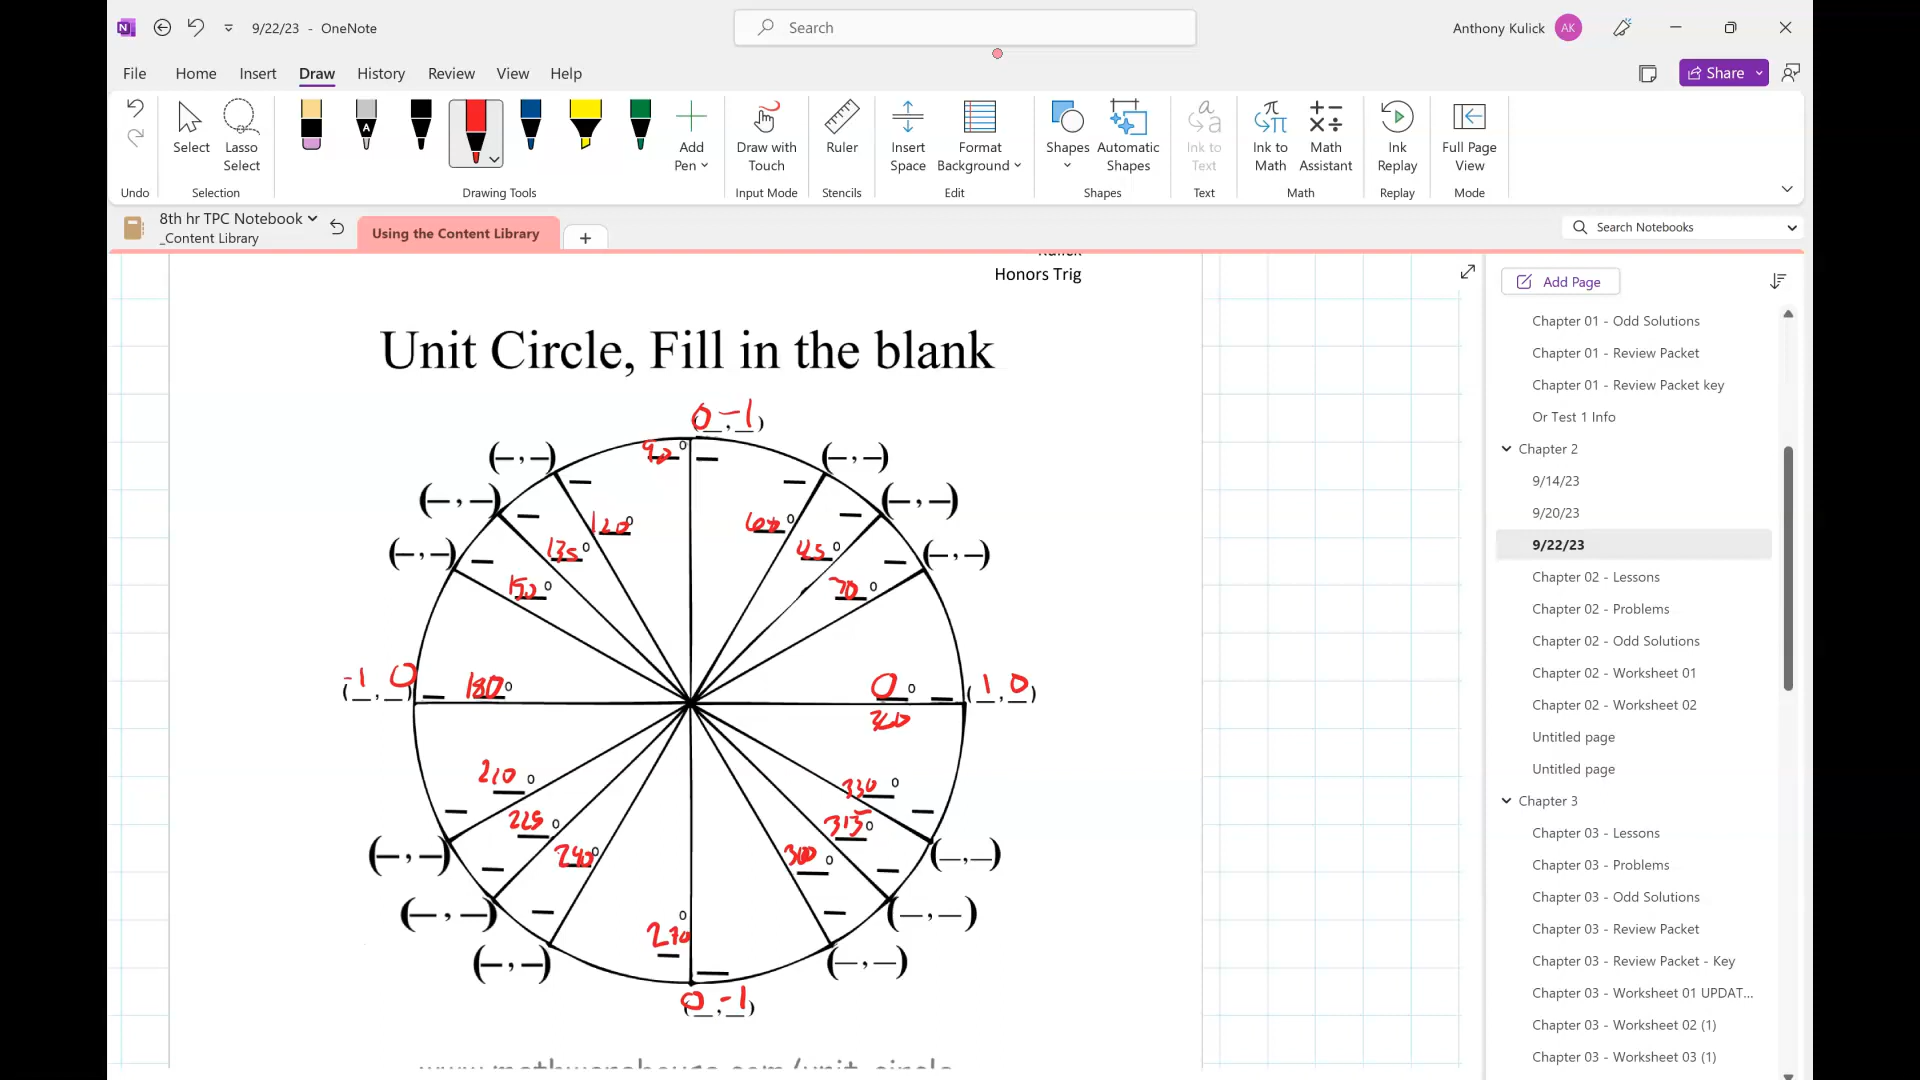 9/22/23 - OneNote
Search
Anthony Kulick AK
File Home Insert Draw History Review View Help
Share
Select
Lasso Select
Add Pen
Draw with Touch
Ruler
Insert Space
Format Background
Shapes
Automatic Shapes
Ink to Text
Ink to Math
Math Assistant
Ink Replay
Full Page View
Undo Selection Drawing Tools Input Mode Stencils Edit Shapes Text Math Replay Mode
8th hr TPC Notebook
_Content Library
Using the Content Library
Search Notebooks
Honors Trig
Unit Circle, Fill in the blank
(0, -1)
90°
(_, _) (_, _)
(_, _) (_, _)
120° 60°
(_, _) 135° 45° (_, _)
150° 70°
(-1, 0) 180° 0° (1, 0)
360
210° 330°
225° 315°
(_, _) 240° 300° (_, _)
(_, _) (_, _)
270°
(_, _) (_, _)
(0, -1)
www.mathwarehouse.com/unit_circle
Add Page
Chapter 01 - Odd Solutions
Chapter 01 - Review Packet
Chapter 01 - Review Packet key
Or Test 1 Info
Chapter 2
9/14/23
9/20/23
9/22/23
Chapter 02 - Lessons
Chapter 02 - Problems
Chapter 02 - Odd Solutions
Chapter 02 - Worksheet 01
Chapter 02 - Worksheet 02
Untitled page
Untitled page
Chapter 3
Chapter 03 - Lessons
Chapter 03 - Problems
Chapter 03 - Odd Solutions
Chapter 03 - Review Packet
Chapter 03 - Review Packet - Key
Chapter 03 - Worksheet 01 UPDAT...
Chapter 03 - Worksheet 02 (1)
Chapter 03 - Worksheet 03 (1)